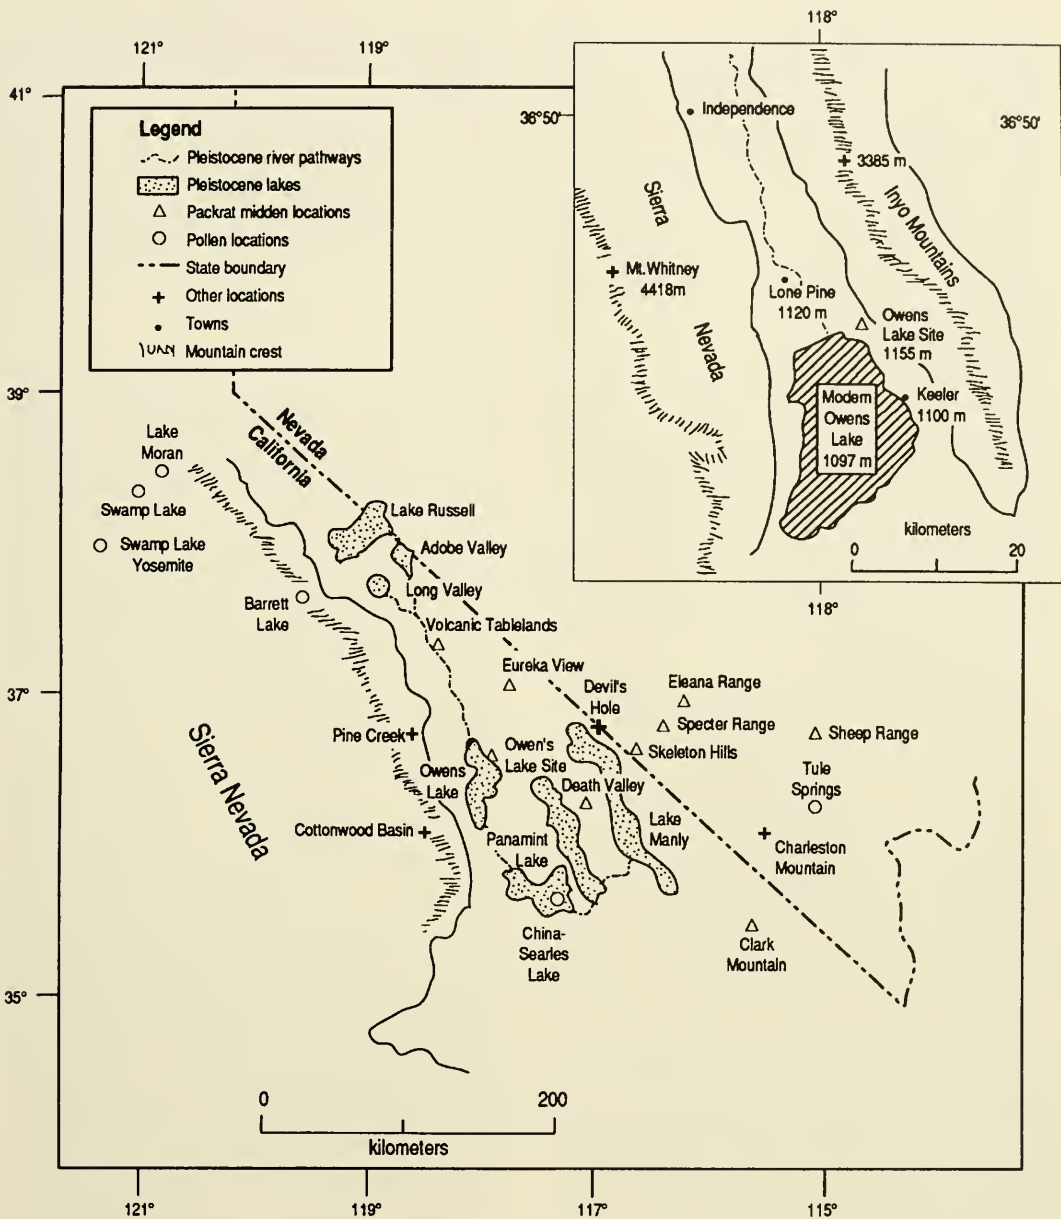 121°
119°
41°
Legend
Pleistocene river pathways
Pleistocene lakes
Packrat midden locations
Pollen locations
State boundary
Other locations
Towns
Mountain crest
118°
36°50'
36°50'
Independence
3385 m
Sierra
Nevada
Inyo Mountains
Mt. Whitney
4418m
Lone Pine
1120 m
Owens
Lake Site
1155 m
Keeler
1100 m
Modern
Owens
Lake
1097 m
kilometers
0
20
118°
39°
Nevada
California
Lake
Moran
Swamp Lake
Swamp Lake
Yosemite
Lake Russell
Adobe Valley
Long Valley
Barrett
Lake
Volcanic Tablelands
37°
Eureka View
Devil's
Hole
Eleana Range
Specter Range
Skeleton Hills
Sheep Range
Tule
Springs
Sierra Nevada
Pine Creek
Owens
Lake
Owen's
Lake Site
Death Valley
Lake
Manly
Cottonwood Basin
Panamint
Lake
Charleston
Mountain
China-
Searles
Lake
Clark
Mountain
35°
0
200
kilometers
121°
119°
117°
115°